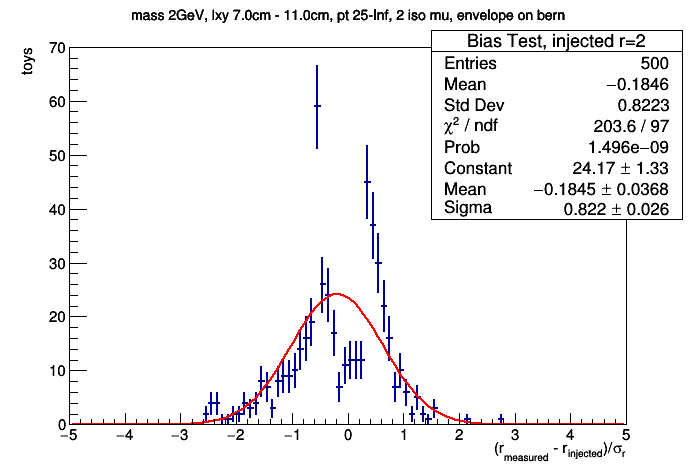 mass 2GeV, lxy 7.0cm - 11.0cm, pt 25-Inf, 2 iso mu, envelope on bern
Bias Test, injected r=2
Entries 500
Mean −0.1846
Std Dev 0.8223
χ² / ndf 203.6 / 97
Prob 1.496e−09
Constant 24.17 ± 1.33
Mean −0.1845 ± 0.0368
Sigma 0.822 ± 0.026
toys
70
60
50
40
30
20
10
0
−5 −4 −3 −2 −1 0 1 2 3 4 5
(r_measured - r_injected)/σ_r